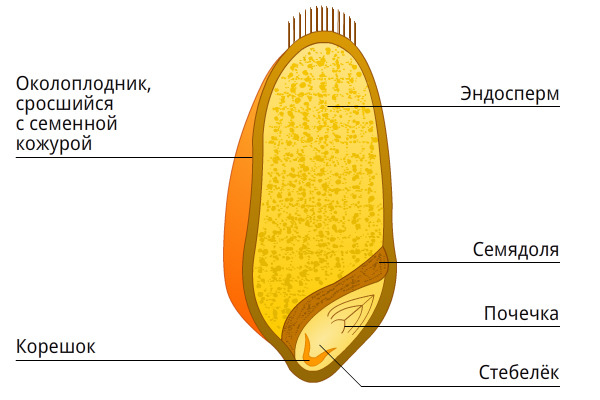 Околоплодник,
сросшийся
с семенной
кожурой
Эндосперм
Семядоля
Почечка
Корешок
Стебелёк